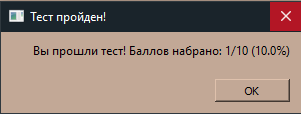 Тест пройден!
Вы прошли тест! Баллов набрано: 1/10 (10.0%)
OK